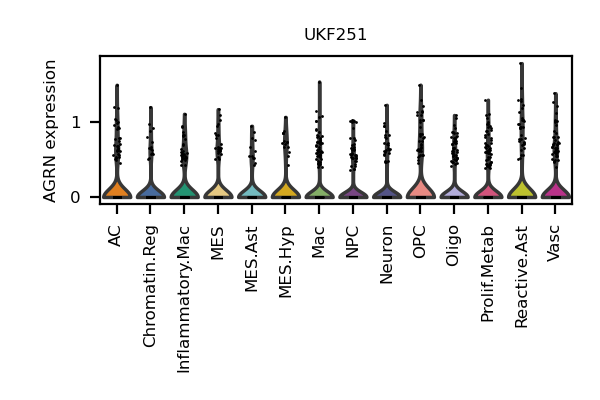 UKF251
AGRN expression
1
0
AC
Chromatin.Reg
Inflammatory.Mac
MES
MES.Ast
MES.Hyp
Mac
NPC
Neuron
OPC
Oligo
Prolif.Metab
Reactive.Ast
Vasc